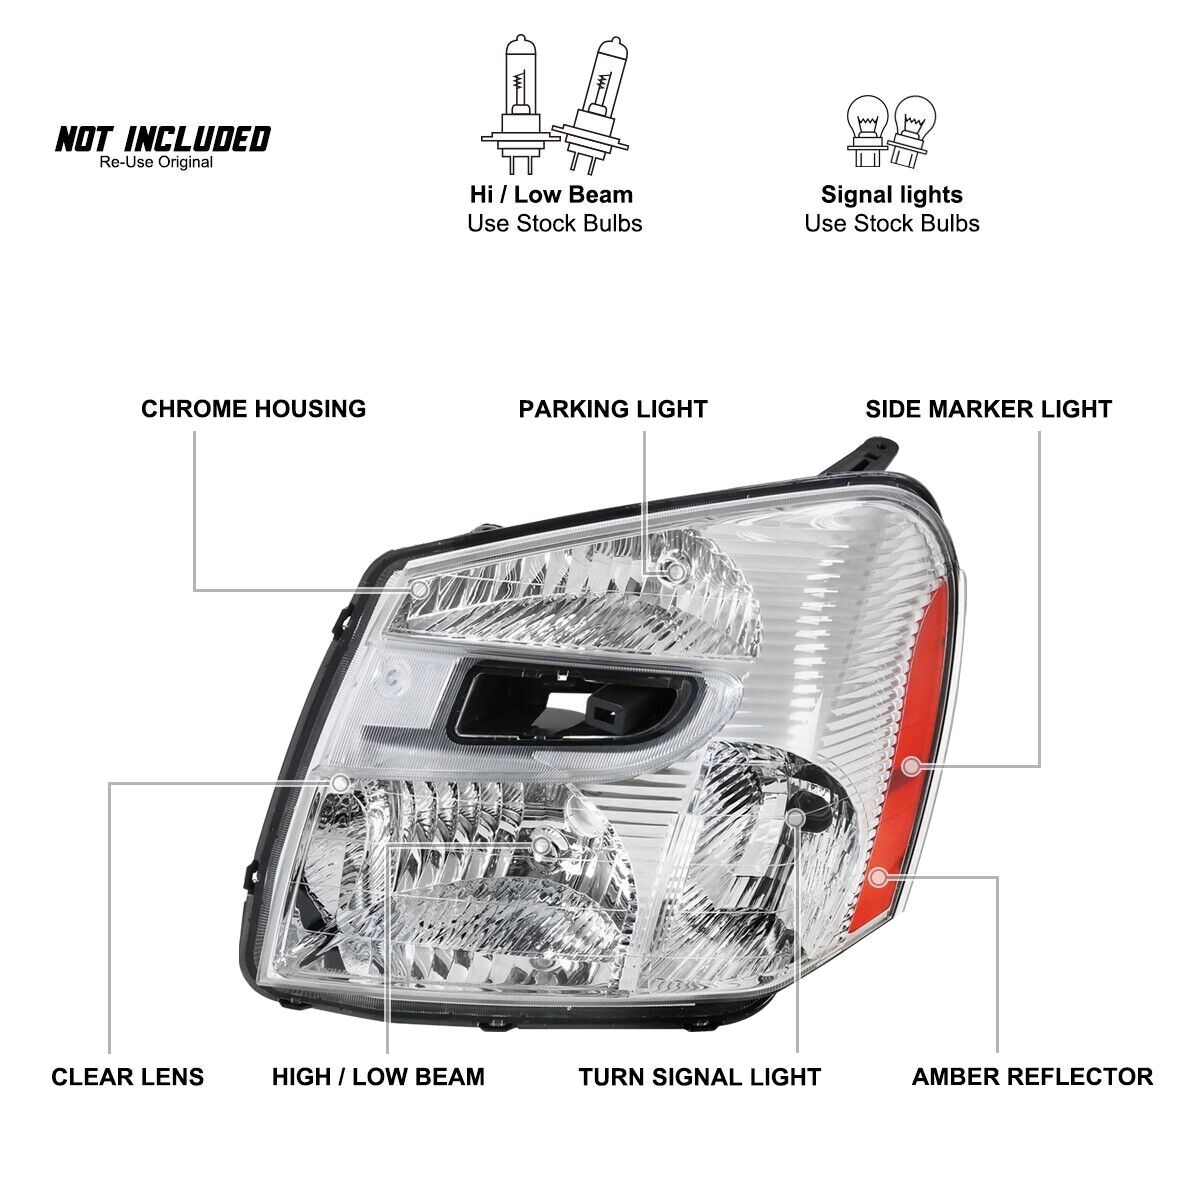 NOT INCLUDED
Re-Use Original
Hi / Low Beam
Use Stock Bulbs
Signal lights
Use Stock Bulbs
CHROME HOUSING
PARKING LIGHT
SIDE MARKER LIGHT
CLEAR LENS
HIGH / LOW BEAM
TURN SIGNAL LIGHT
AMBER REFLECTOR